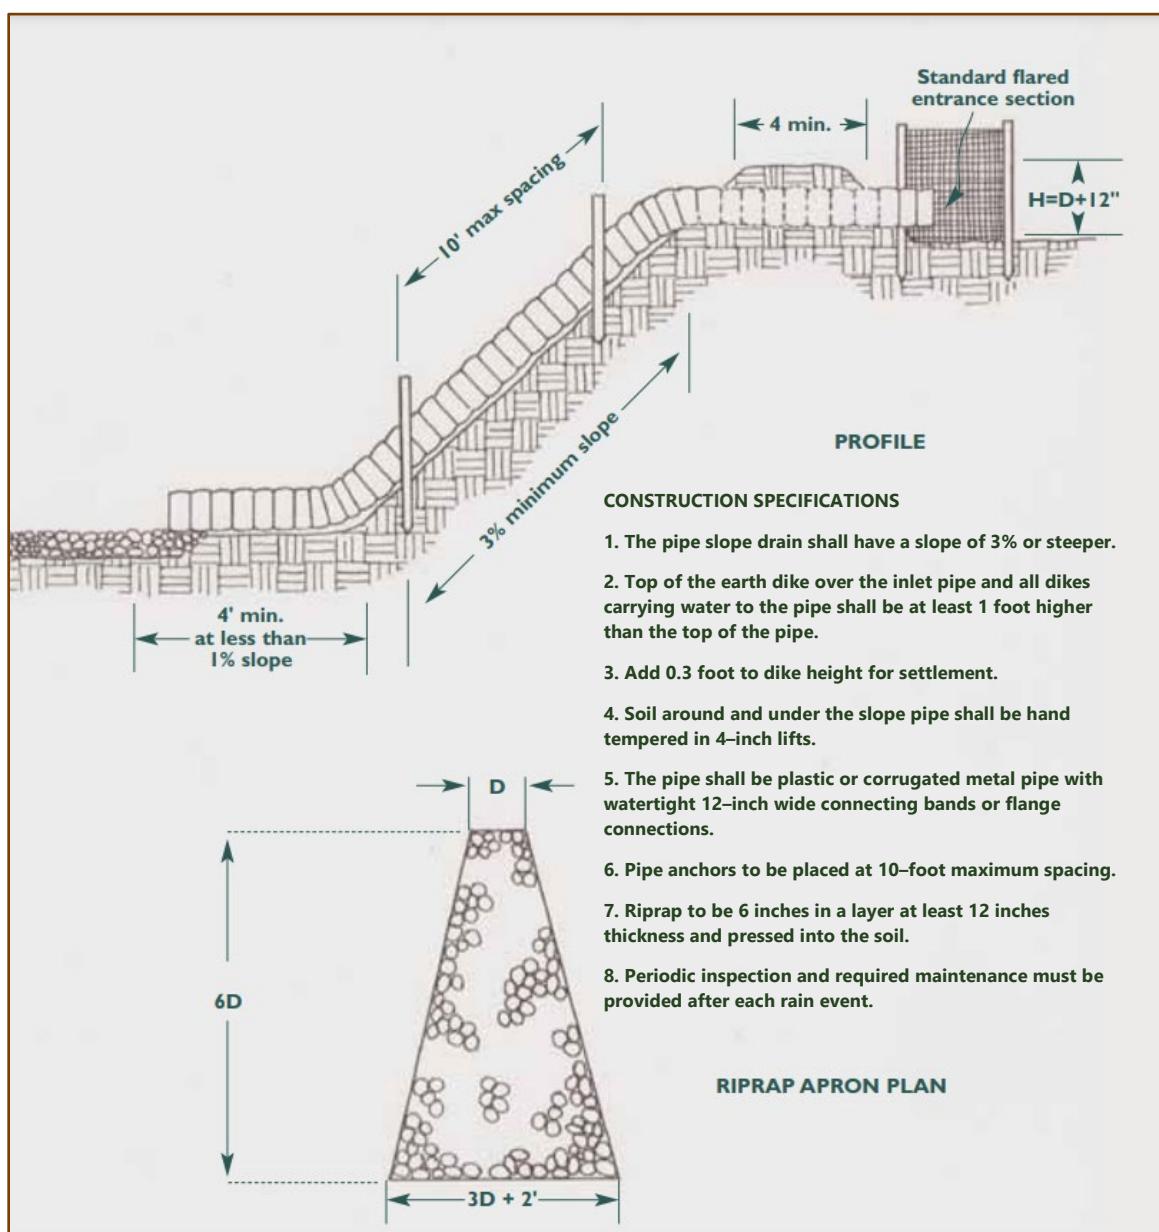 Standard flared
entrance section
4 min.
10' max spacing
H=D+12"
3% minimum slope
PROFILE
4' min.
at less than
1% slope
CONSTRUCTION SPECIFICATIONS
1. The pipe slope drain shall have a slope of 3% or steeper.
2. Top of the earth dike over the inlet pipe and all dikes
carrying water to the pipe shall be at least 1 foot higher
than the top of the pipe.
3. Add 0.3 foot to dike height for settlement.
4. Soil around and under the slope pipe shall be hand
tempered in 4–inch lifts.
5. The pipe shall be plastic or corrugated metal pipe with
watertight 12–inch wide connecting bands or flange
connections.
6. Pipe anchors to be placed at 10–foot maximum spacing.
7. Riprap to be 6 inches in a layer at least 12 inches
thickness and pressed into the soil.
8. Periodic inspection and required maintenance must be
provided after each rain event.
D
6D
3D + 2'
RIPRAP APRON PLAN